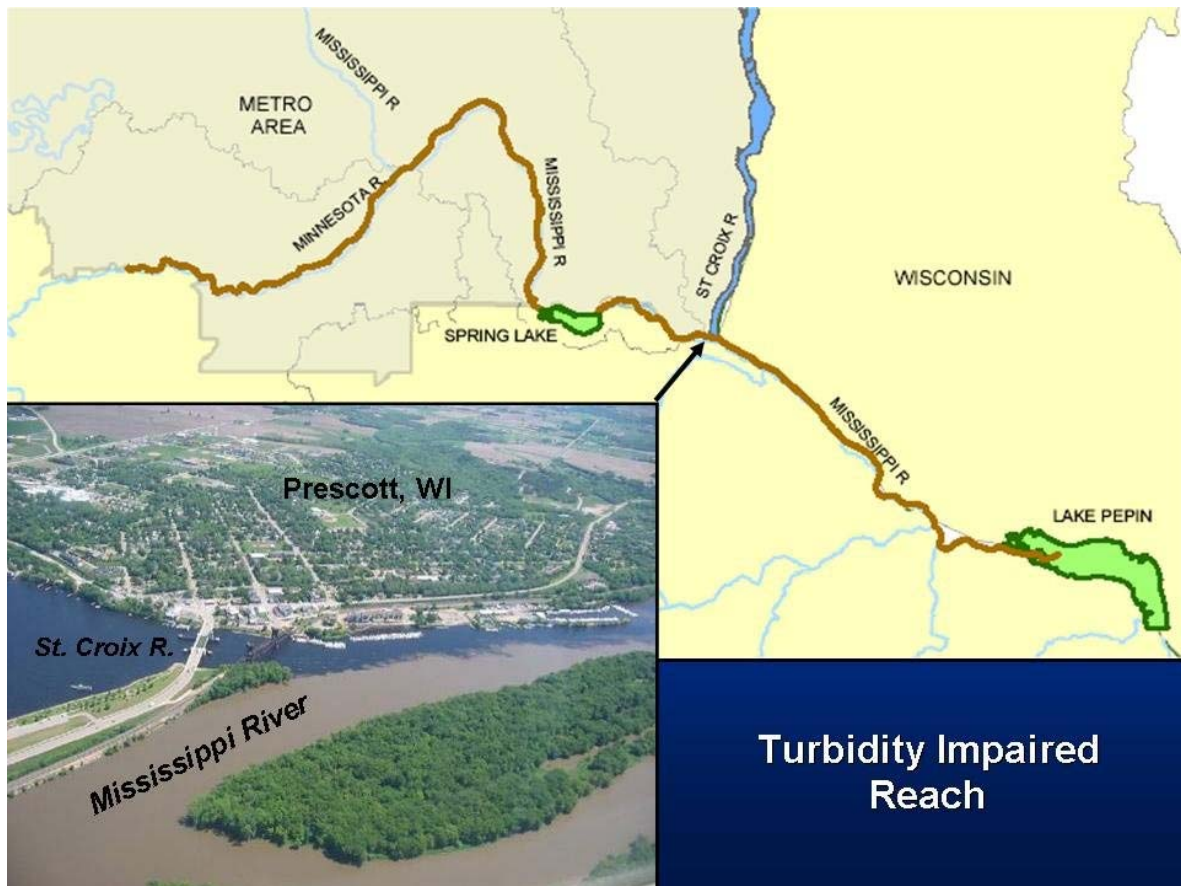 MISSISSIPPI R
METRO
AREA
MINNESOTA R
MISSISSIPPI R
ST CROIX R
WISCONSIN
SPRING LAKE
MISSISSIPPI R
LAKE PEPIN
Prescott, WI
St. Croix R.
Mississippi River
Turbidity Impaired
Reach